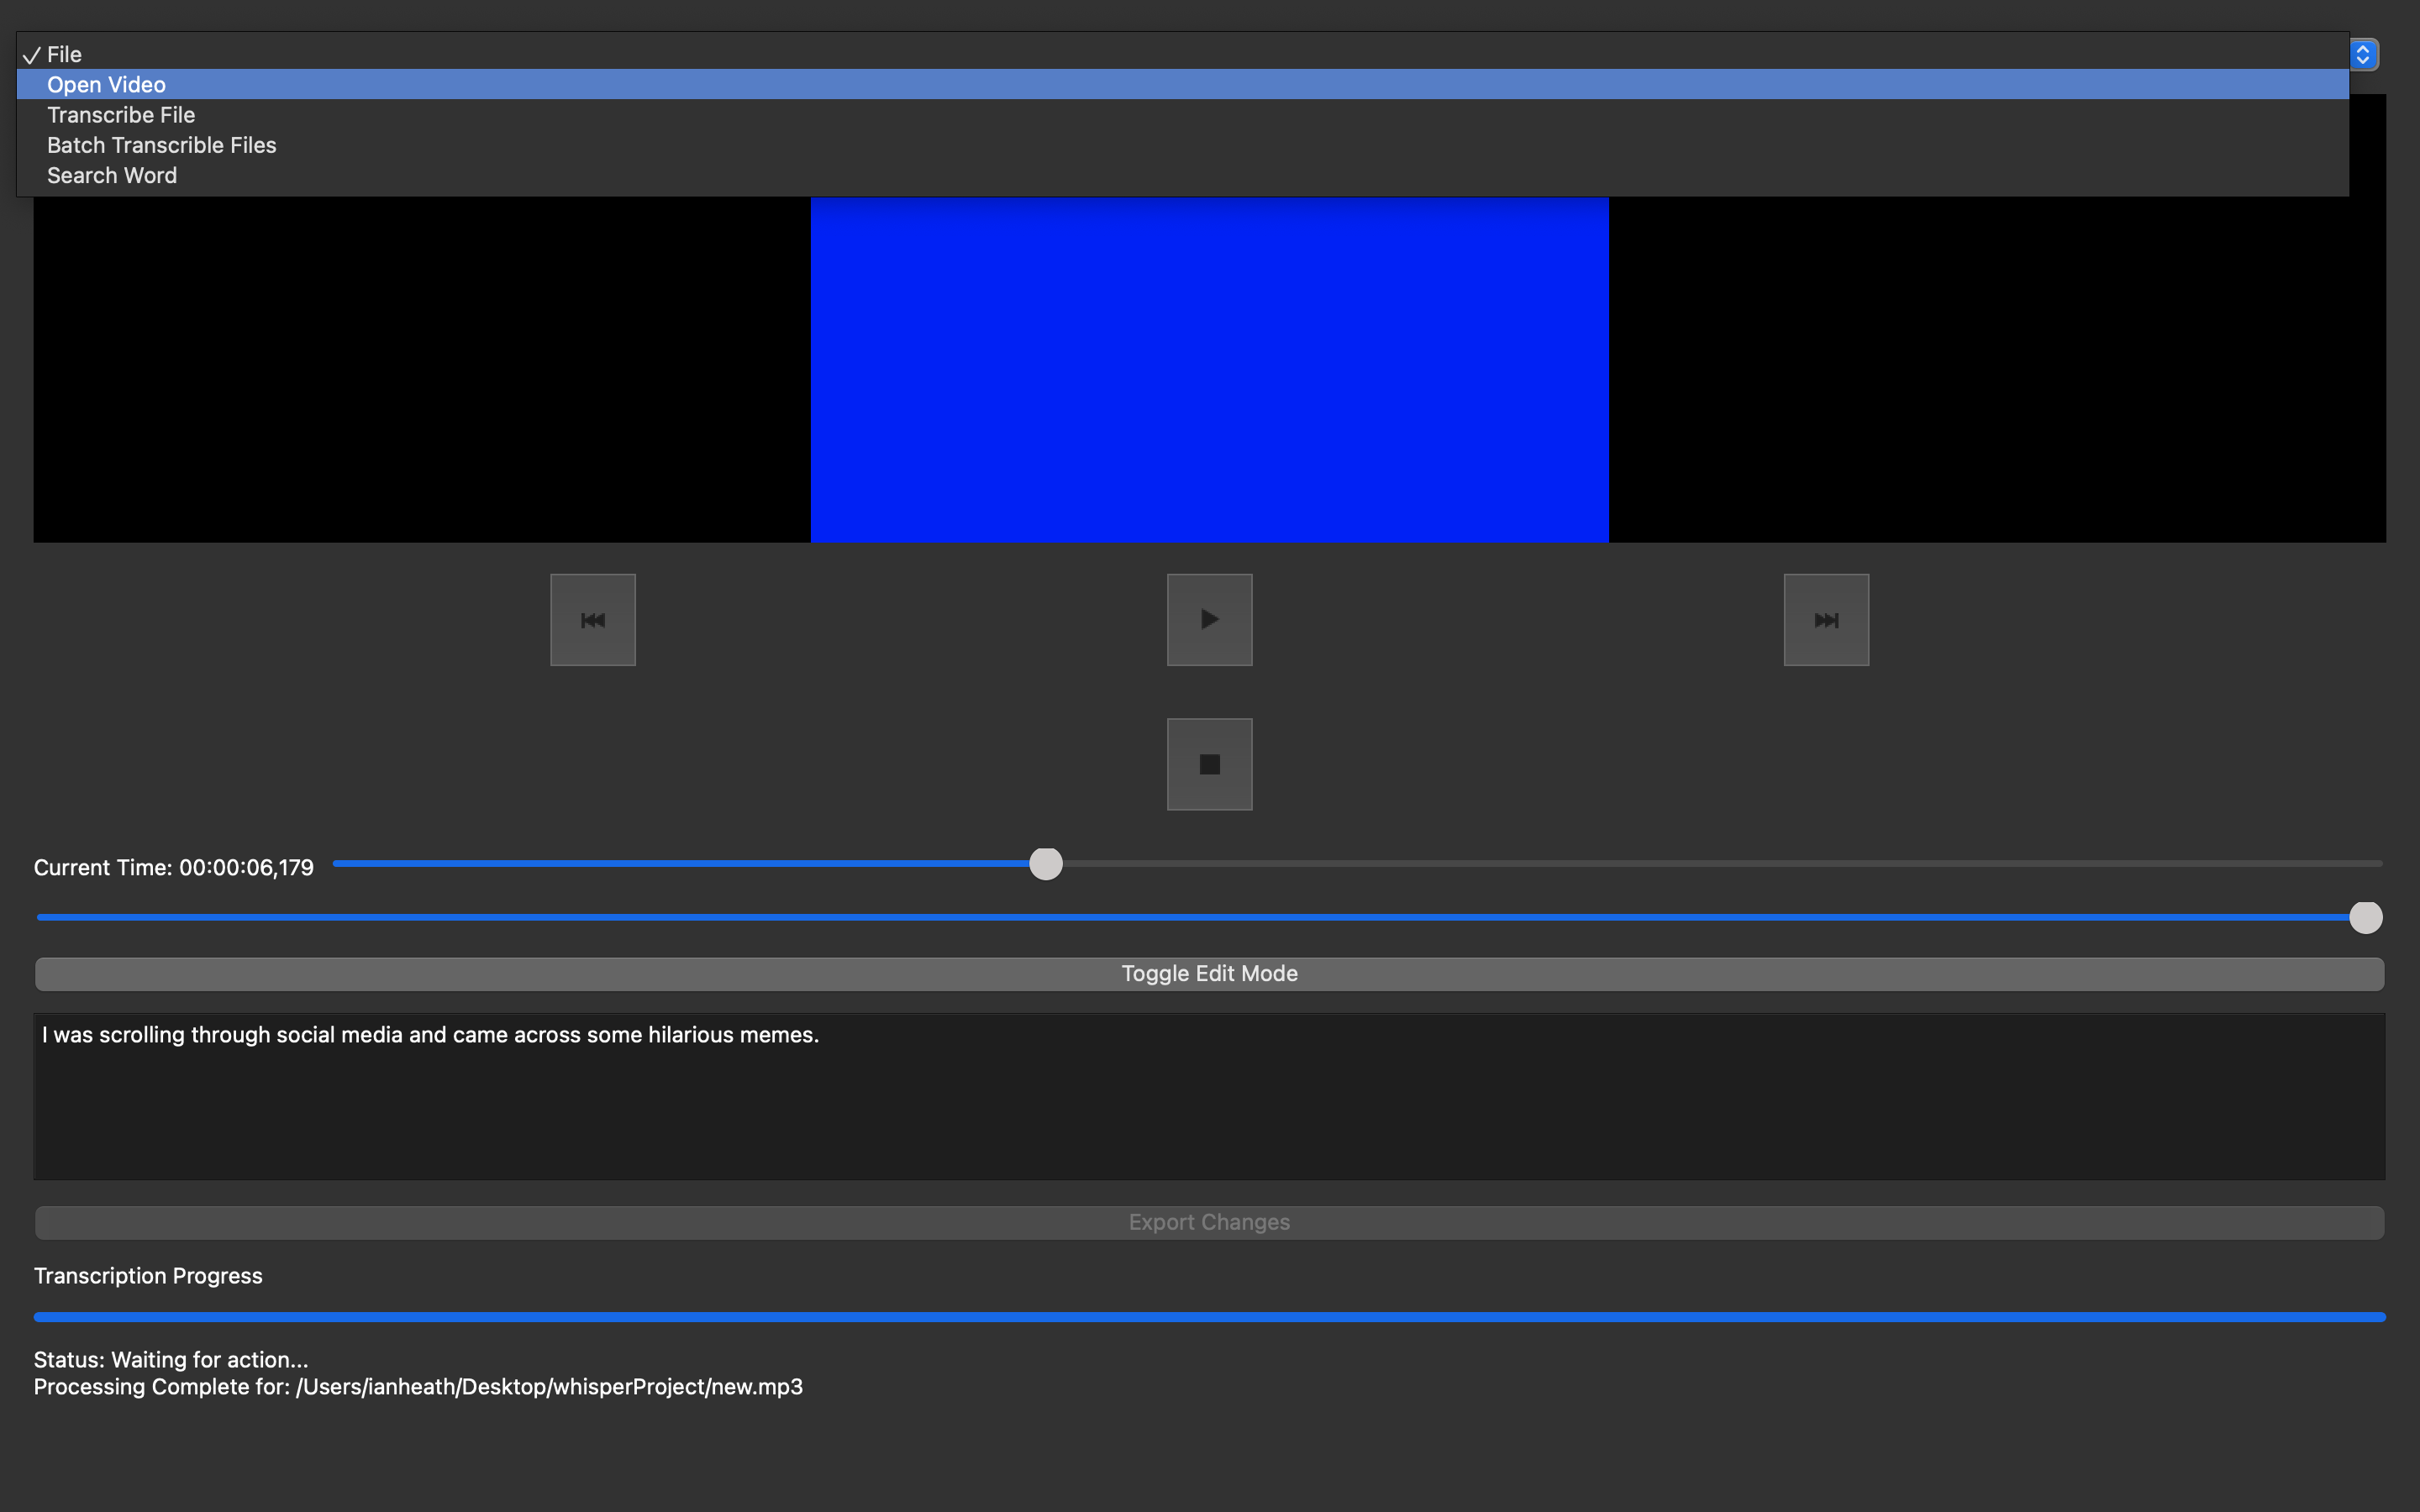 File
Open Video
Transcribe File
Batch Transcrible Files
Search Word
Current Time: 00:00:06,179
Toggle Edit Mode
I was scrolling through social media and came across some hilarious memes.
Export Changes
Transcription Progress
Status: Waiting for action...
Processing Complete for: /Users/ianheath/Desktop/whisperProject/new.mp3